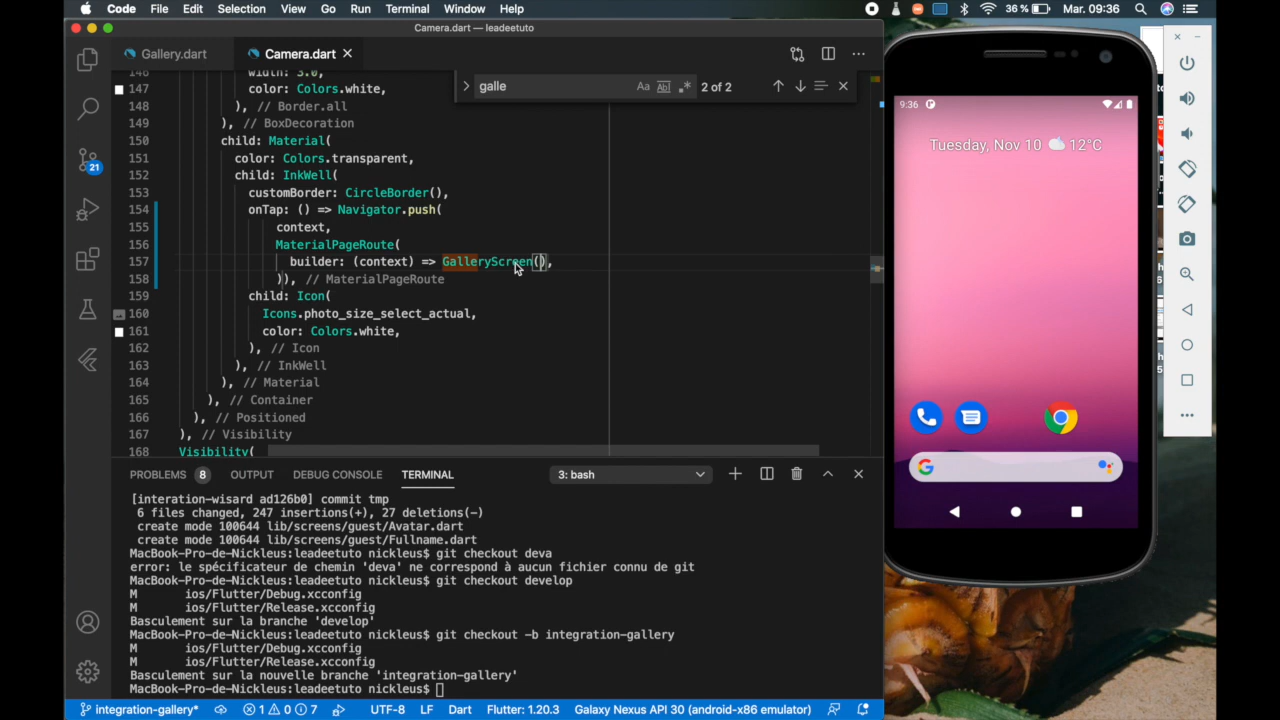 Code File Edit Selection View Go Run Terminal Window Help 36 % Mar. 09:36
Camera.dart — leadeetuto
Gallery.dart Camera.dart
galle Aa Abl .* 2 of 2
146 width: 3.0,
147 color: Colors.white,
148 ), // Border.all
149 ), // BoxDecoration
150 child: Material(
151 color: Colors.transparent,
152 child: InkWell(
153 customBorder: CircleBorder(),
154 onTap: () => Navigator.push(
155 context,
156 MaterialPageRoute(
157 builder: (context) => GalleryScreen(),
158 )), // MaterialPageRoute
159 child: Icon(
160 Icons.photo_size_select_actual,
161 color: Colors.white,
162 ), // Icon
163 ), // InkWell
164 ), // Material
165 ), // Container
166 ), // Positioned
167 ), // Visibility
168 Visibility(
21
PROBLEMS 8 OUTPUT DEBUG CONSOLE TERMINAL 3: bash
[interation-wisard ad126b0] commit tmp
6 files changed, 247 insertions(+), 27 deletions(-)
create mode 100644 lib/screens/guest/Avatar.dart
create mode 100644 lib/screens/guest/Fullname.dart
MacBook-Pro-de-Nickleus:leadeetuto nickleus$ git checkout deva
error: le spécificateur de chemin 'deva' ne correspond à aucun fichier connu de git
MacBook-Pro-de-Nickleus:leadeetuto nickleus$ git checkout develop
M ios/Flutter/Debug.xcconfig
M ios/Flutter/Release.xcconfig
Basculement sur la branche 'develop'
MacBook-Pro-de-Nickleus:leadeetuto nickleus$ git checkout -b integration-gallery
M ios/Flutter/Debug.xcconfig
M ios/Flutter/Release.xcconfig
Basculement sur la nouvelle branche 'integration-gallery'
MacBook-Pro-de-Nickleus:leadeetuto nickleus$
integration-gallery* 1 0 7 UTF-8 LF Dart Flutter: 1.20.3 Galaxy Nexus API 30 (android-x86 emulator)
9:36
Tuesday, Nov 10 12°C